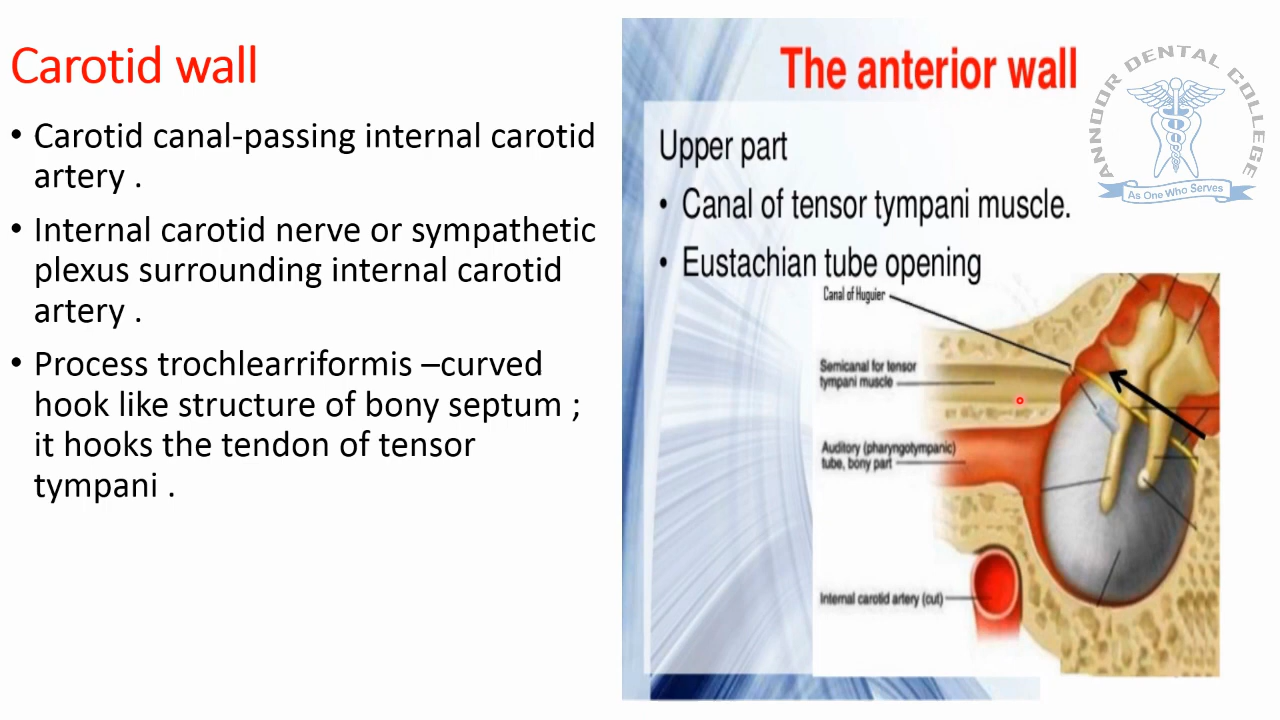 Carotid wall
• Carotid canal-passing internal carotid
artery .
• Internal carotid nerve or sympathetic
plexus surrounding internal carotid
artery .
• Process trochlearriformis –curved
hook like structure of bony septum ;
it hooks the tendon of tensor
tympani .
The anterior wall
Upper part
• Canal of tensor tympani muscle.
• Eustachian tube opening
Canal of Huguier
Semicanal for tensor
tympani muscle
Auditory (pharyngotympanic)
tube, bony part
Internal carotid artery (cut)
ANNOOR DENTAL COLLEGE
As One Who Serves